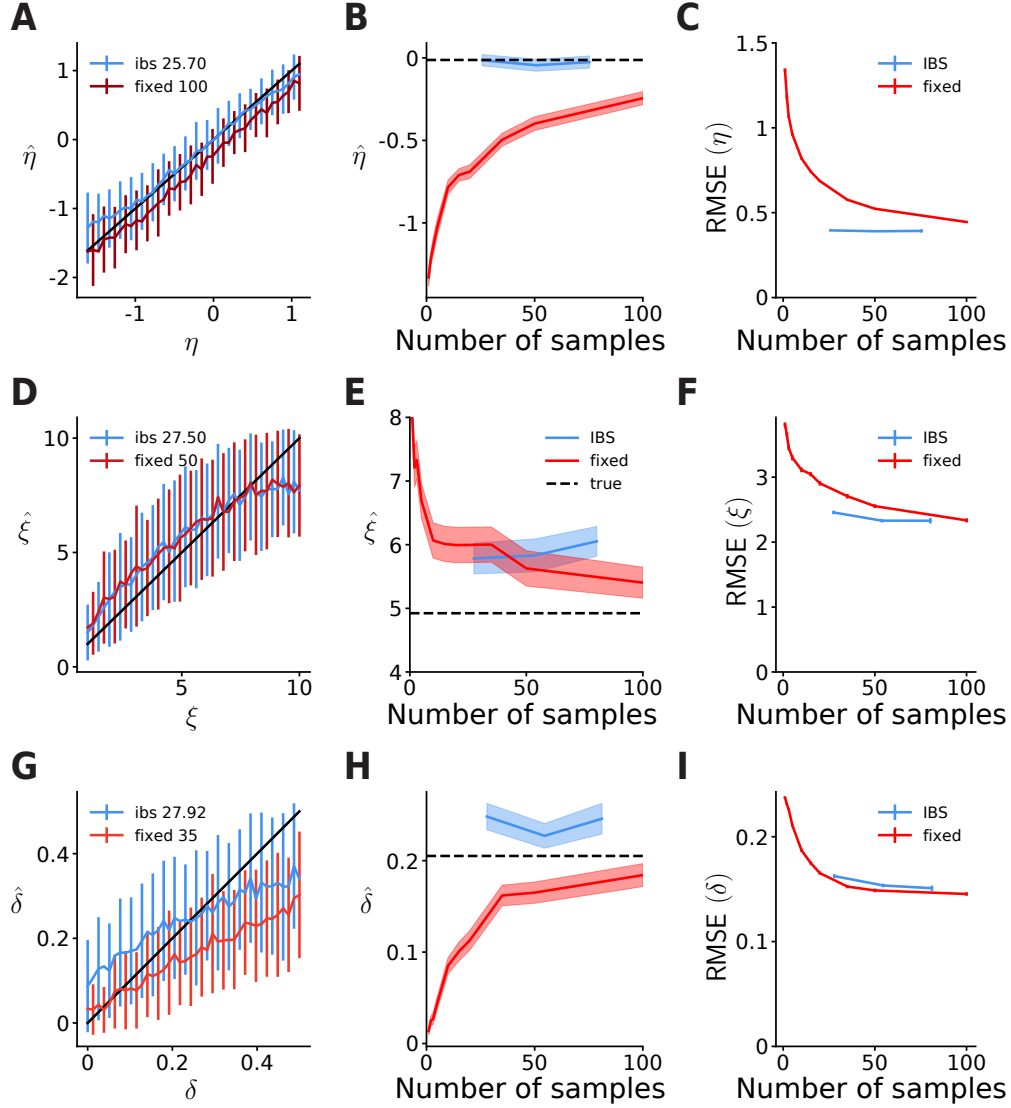 A
ibs 25.70
fixed 100
η̂
1
0
-1
-2
-1
0
1
η
B
η̂
0
-0.5
-1
0
50
100
Number of samples
C
RMSE (η)
1.5
1
0.5
0
IBS
fixed
0
50
100
Number of samples
D
ibs 27.50
fixed 50
ξ̂
10
5
0
5
10
ξ
E
ξ̂
8
7
6
5
4
IBS
fixed
true
0
50
100
Number of samples
F
RMSE (ξ)
3
2
1
0
IBS
fixed
0
50
100
Number of samples
G
ibs 27.92
fixed 35
δ̂
0.4
0.2
0
0
0.2
0.4
δ
H
δ̂
0.2
0.1
0
0
50
100
Number of samples
I
RMSE (δ)
0.2
0.1
0
IBS
fixed
0
50
100
Number of samples